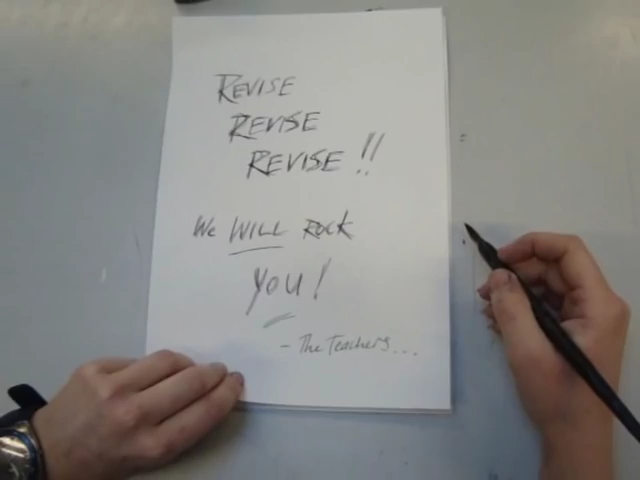 REVISE
REVISE
REVISE !!
We WILL ROCK
YOU!
- The Teachers...